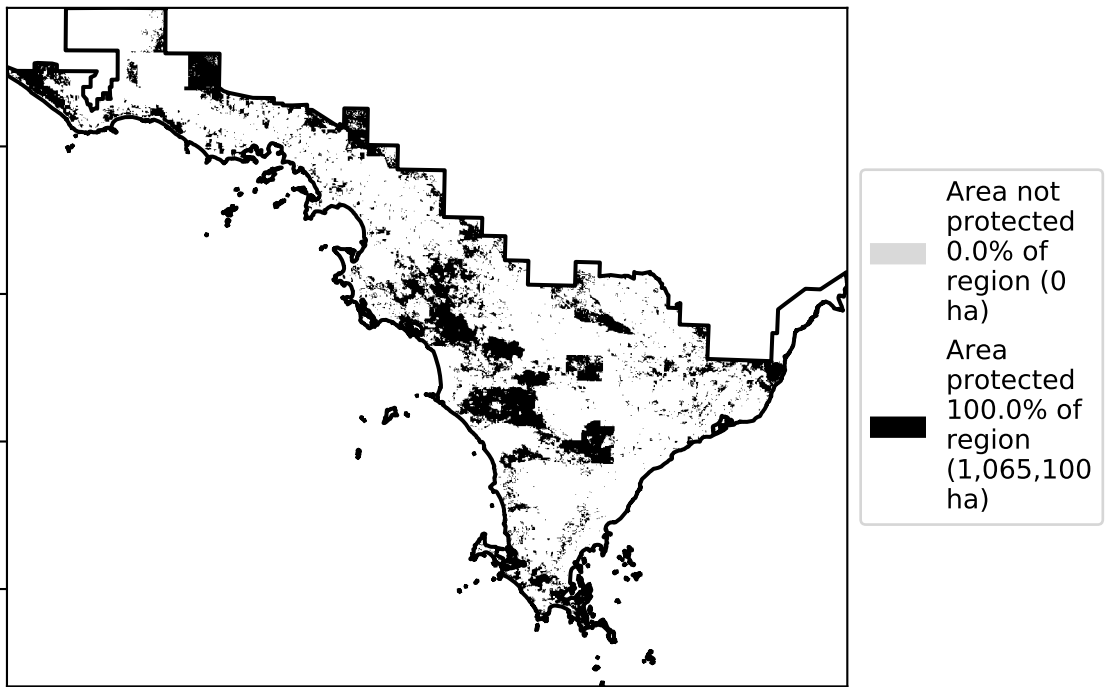 Area not
protected
0.0% of
region (0
ha)
Area
protected
100.0% of
region
(1,065,100
ha)